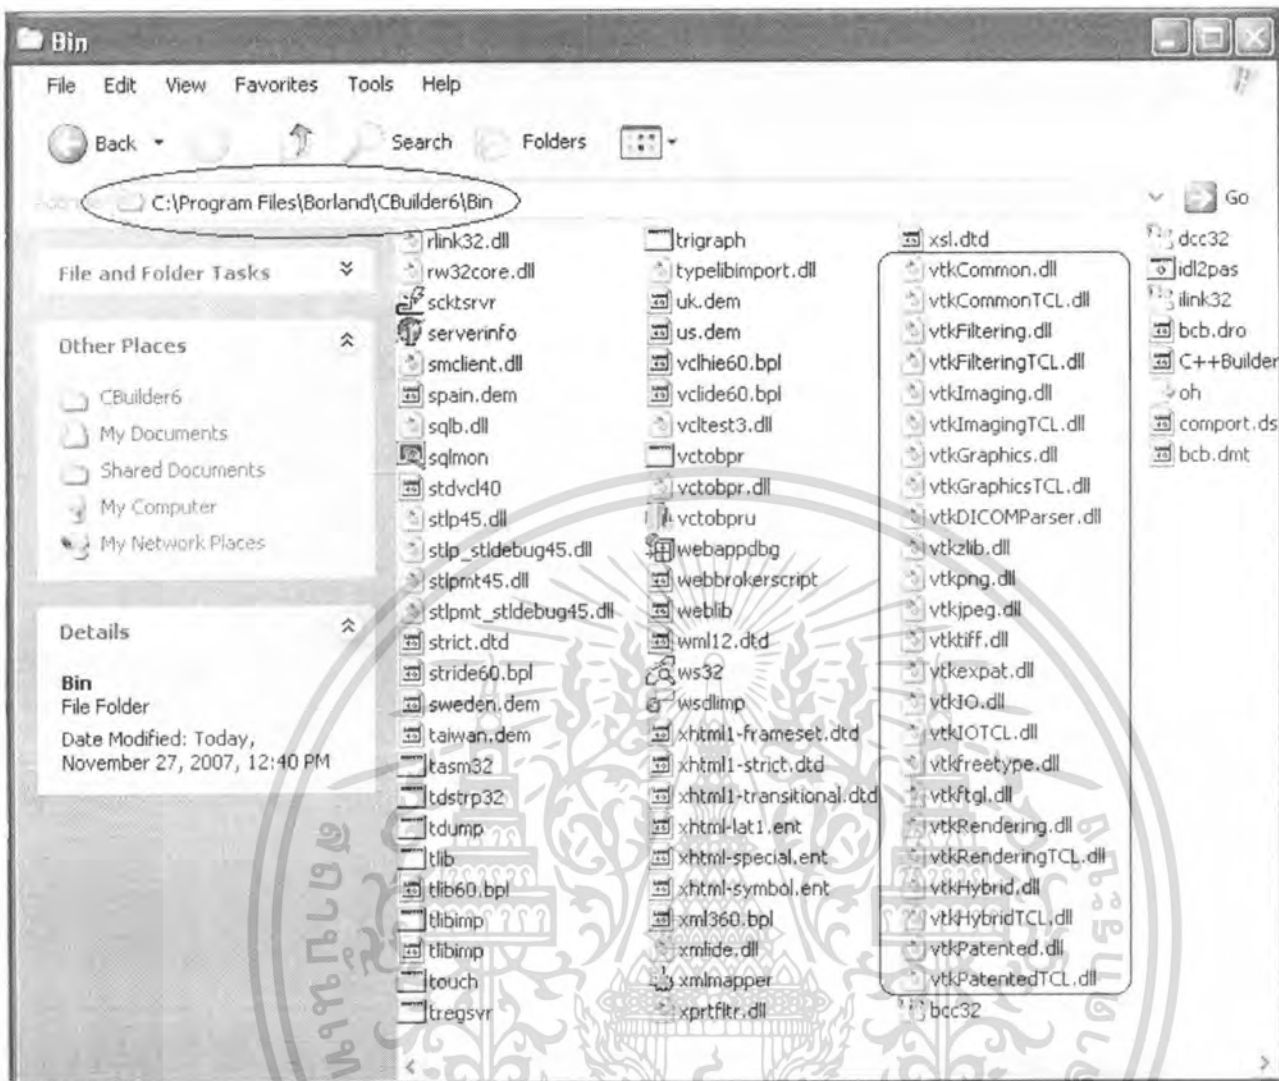 Bin
File Edit View Favorites Tools Help
Back Search Folders
C:\Program Files\Borland\CBuilder6\Bin Go
File and Folder Tasks
Other Places
CBuilder6
My Documents
Shared Documents
My Computer
My Network Places
Details
Bin
File Folder
Date Modified: Today,
November 27, 2007, 12:40 PM
rlink32.dll
rw32core.dll
scktsrvr
serverinfo
smclient.dll
spain.dem
sqlb.dll
sqlmon
stdvcl40
stlp45.dll
stlp_stldebug45.dll
stlpmt45.dll
stlpmt_stldebug45.dll
strict.dtd
stride60.bpl
sweden.dem
taiwan.dem
tasm32
tdstrp32
tdump
tlib
tlib60.bpl
tlibimp
tlibimp
touch
tregsvr
trigraph
typelibimport.dll
uk.dem
us.dem
vclhie60.bpl
vclide60.bpl
vcltest3.dll
vctobpr
vctobpr.dll
vctobpru
webappdbg
webbrokerscript
weblib
wml12.dtd
ws32
wsdlimp
xhtml1-frameset.dtd
xhtml1-strict.dtd
xhtml1-transitional.dtd
xhtml-lat1.ent
xhtml-special.ent
xhtml-symbol.ent
xml360.bpl
xmlide.dll
xmlmapper
xprtfltr.dll
xsl.dtd
vtkCommon.dll
vtkCommonTCL.dll
vtkFiltering.dll
vtkFilteringTCL.dll
vtkImaging.dll
vtkImagingTCL.dll
vtkGraphics.dll
vtkGraphicsTCL.dll
vtkDICOMParser.dll
vtkzlib.dll
vtkpng.dll
vtkjpeg.dll
vtktiff.dll
vtkexpat.dll
vtkIO.dll
vtkIOTCL.dll
vtkfreetype.dll
vtkftgl.dll
vtkRendering.dll
vtkRenderingTCL.dll
vtkHybrid.dll
vtkHybridTCL.dll
vtkPatented.dll
vtkPatentedTCL.dll
bcc32
dcc32
idl2pas
ilink32
bcb.dro
C++Builder
oh
comport.ds
bcb.dmt